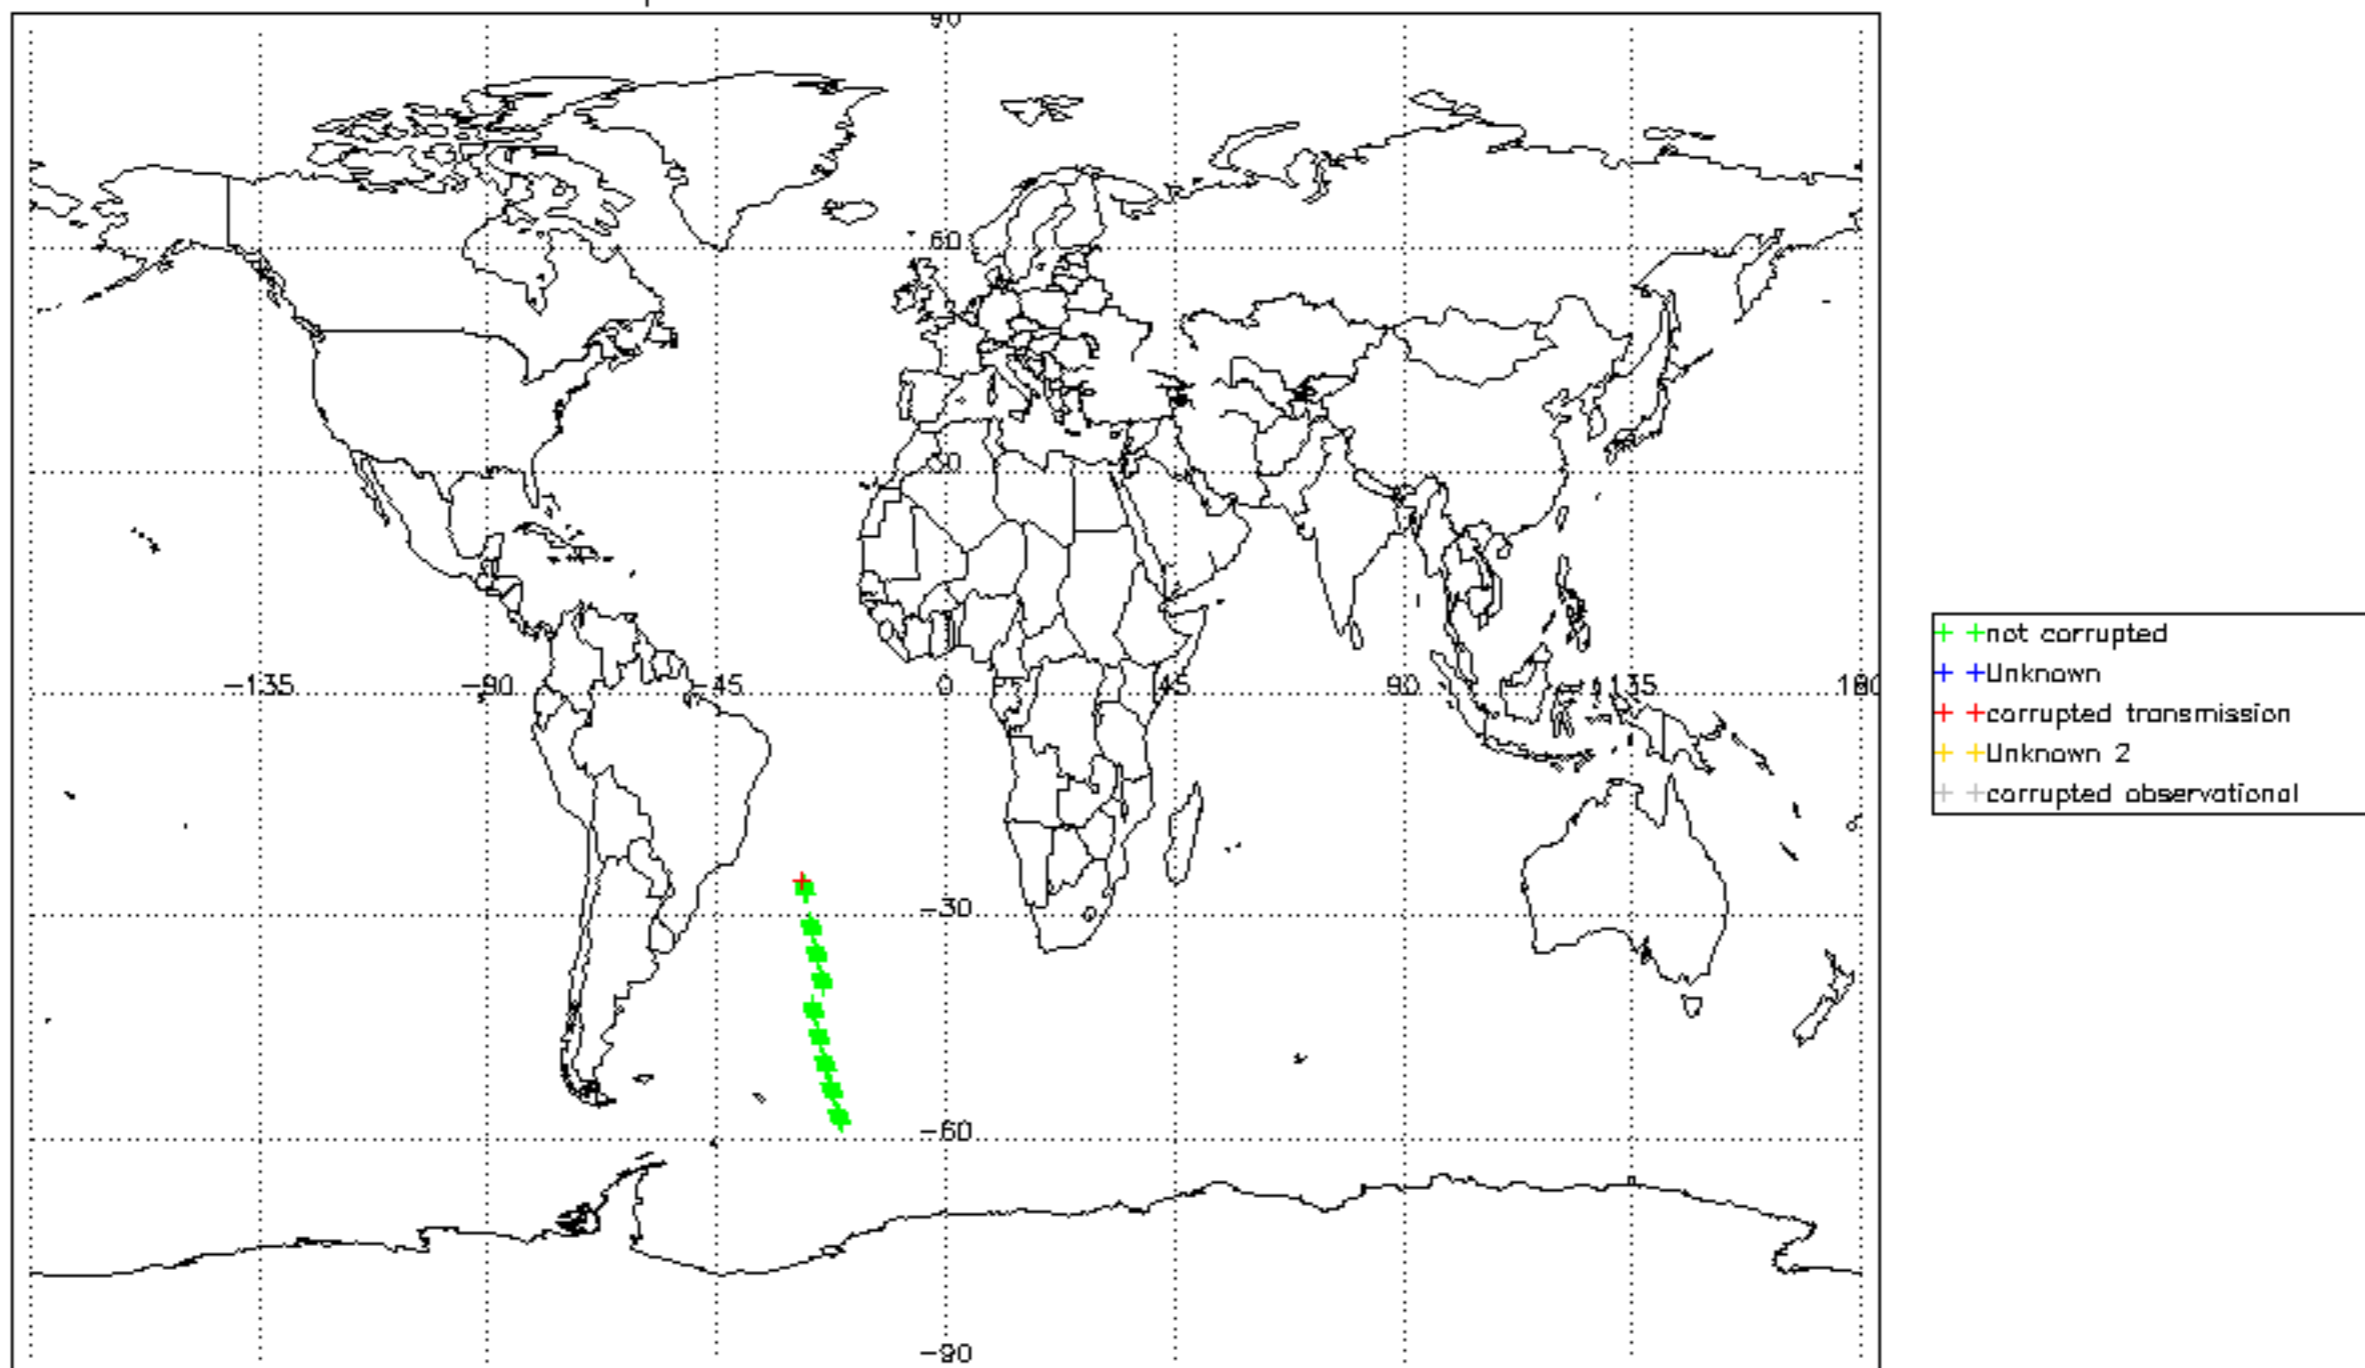 90
60
30
-135 -90 -45 0 45 90 135 180
-30
-60
-90
not corrupted
Unknown
corrupted transmission
Unknown 2
corrupted observational